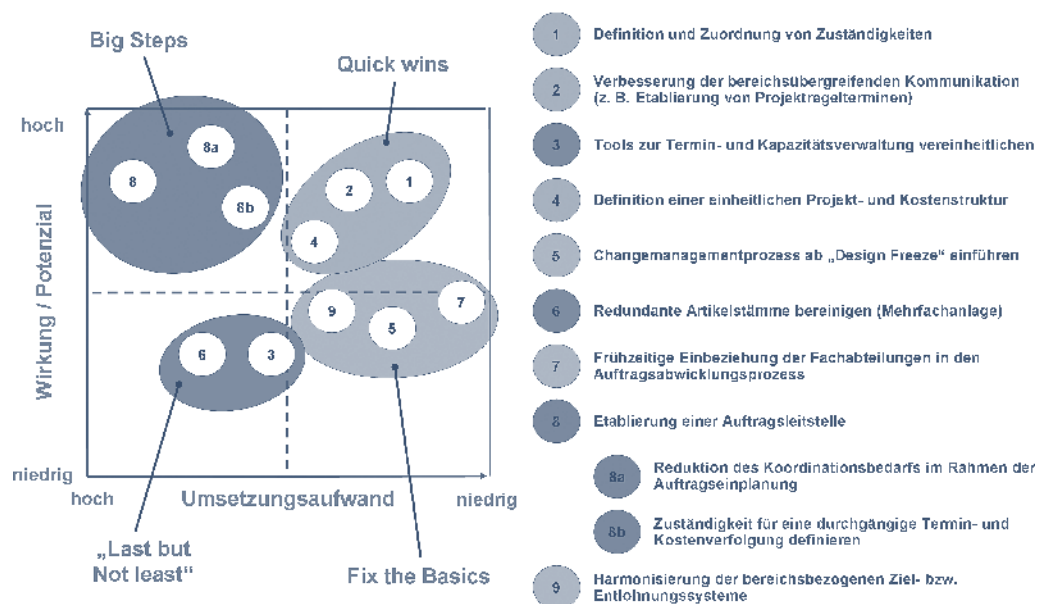 Big Steps
Quick wins
hoch
8a
8
2
1
8b
4
Wirkung / Potenzial
9
7
5
6
3
niedrig
hoch
Umsetzungsaufwand
niedrig
„Last but
Not least“
Fix the Basics
1
Definition und Zuordnung von Zuständigkeiten
2
Verbesserung der bereichsübergreifenden Kommunikation
(z. B. Etablierung von Projektregelterminen)
3
Tools zur Termin- und Kapazitätsverwaltung vereinheitlichen
4
Definition einer einheitlichen Projekt- und Kostenstruktur
5
Changemanagementprozess ab „Design Freeze“ einführen
6
Redundante Artikelstämme bereinigen (Mehrfachanlage)
7
Frühzeitige Einbeziehung der Fachabteilungen in den
Auftragsabwicklungsprozess
8
Etablierung einer Auftragsleitstelle
8a
Reduktion des Koordinationsbedarfs im Rahmen der
Auftragseinplanung
8b
Zuständigkeit für eine durchgängige Termin- und
Kostenverfolgung definieren
9
Harmonisierung der bereichsbezogenen Ziel- bzw.
Entlohnungssysteme